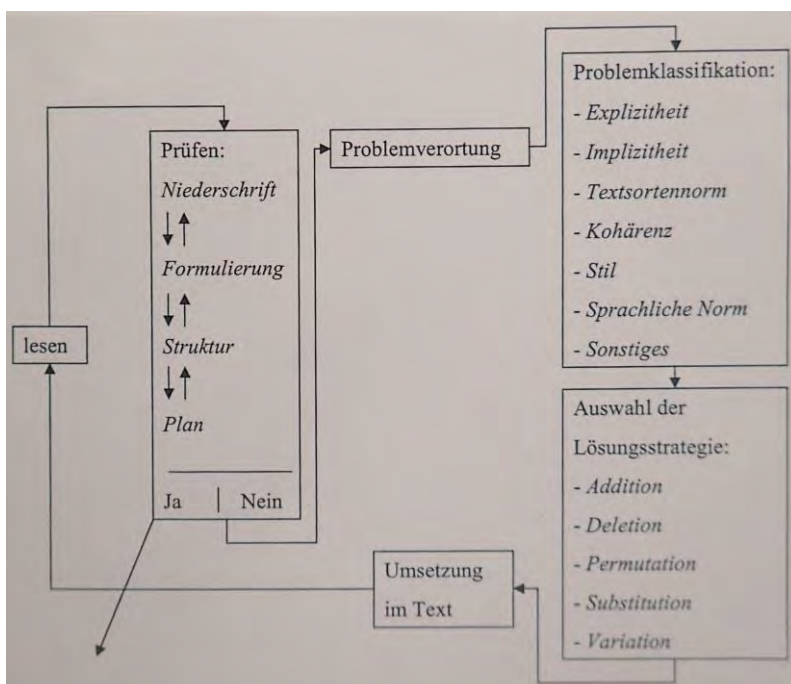 lesen
Prüfen:
Niederschrift
Formulierung
Struktur
Plan
Ja | Nein
Problemverortung
Problemklassifikation:
- Explizitheit
- Implizitheit
- Textsortennorm
- Kohärenz
- Stil
- Sprachliche Norm
- Sonstiges
Auswahl der
Lösungsstrategie:
- Addition
- Deletion
- Permutation
- Substitution
- Variation
Umsetzung
im Text